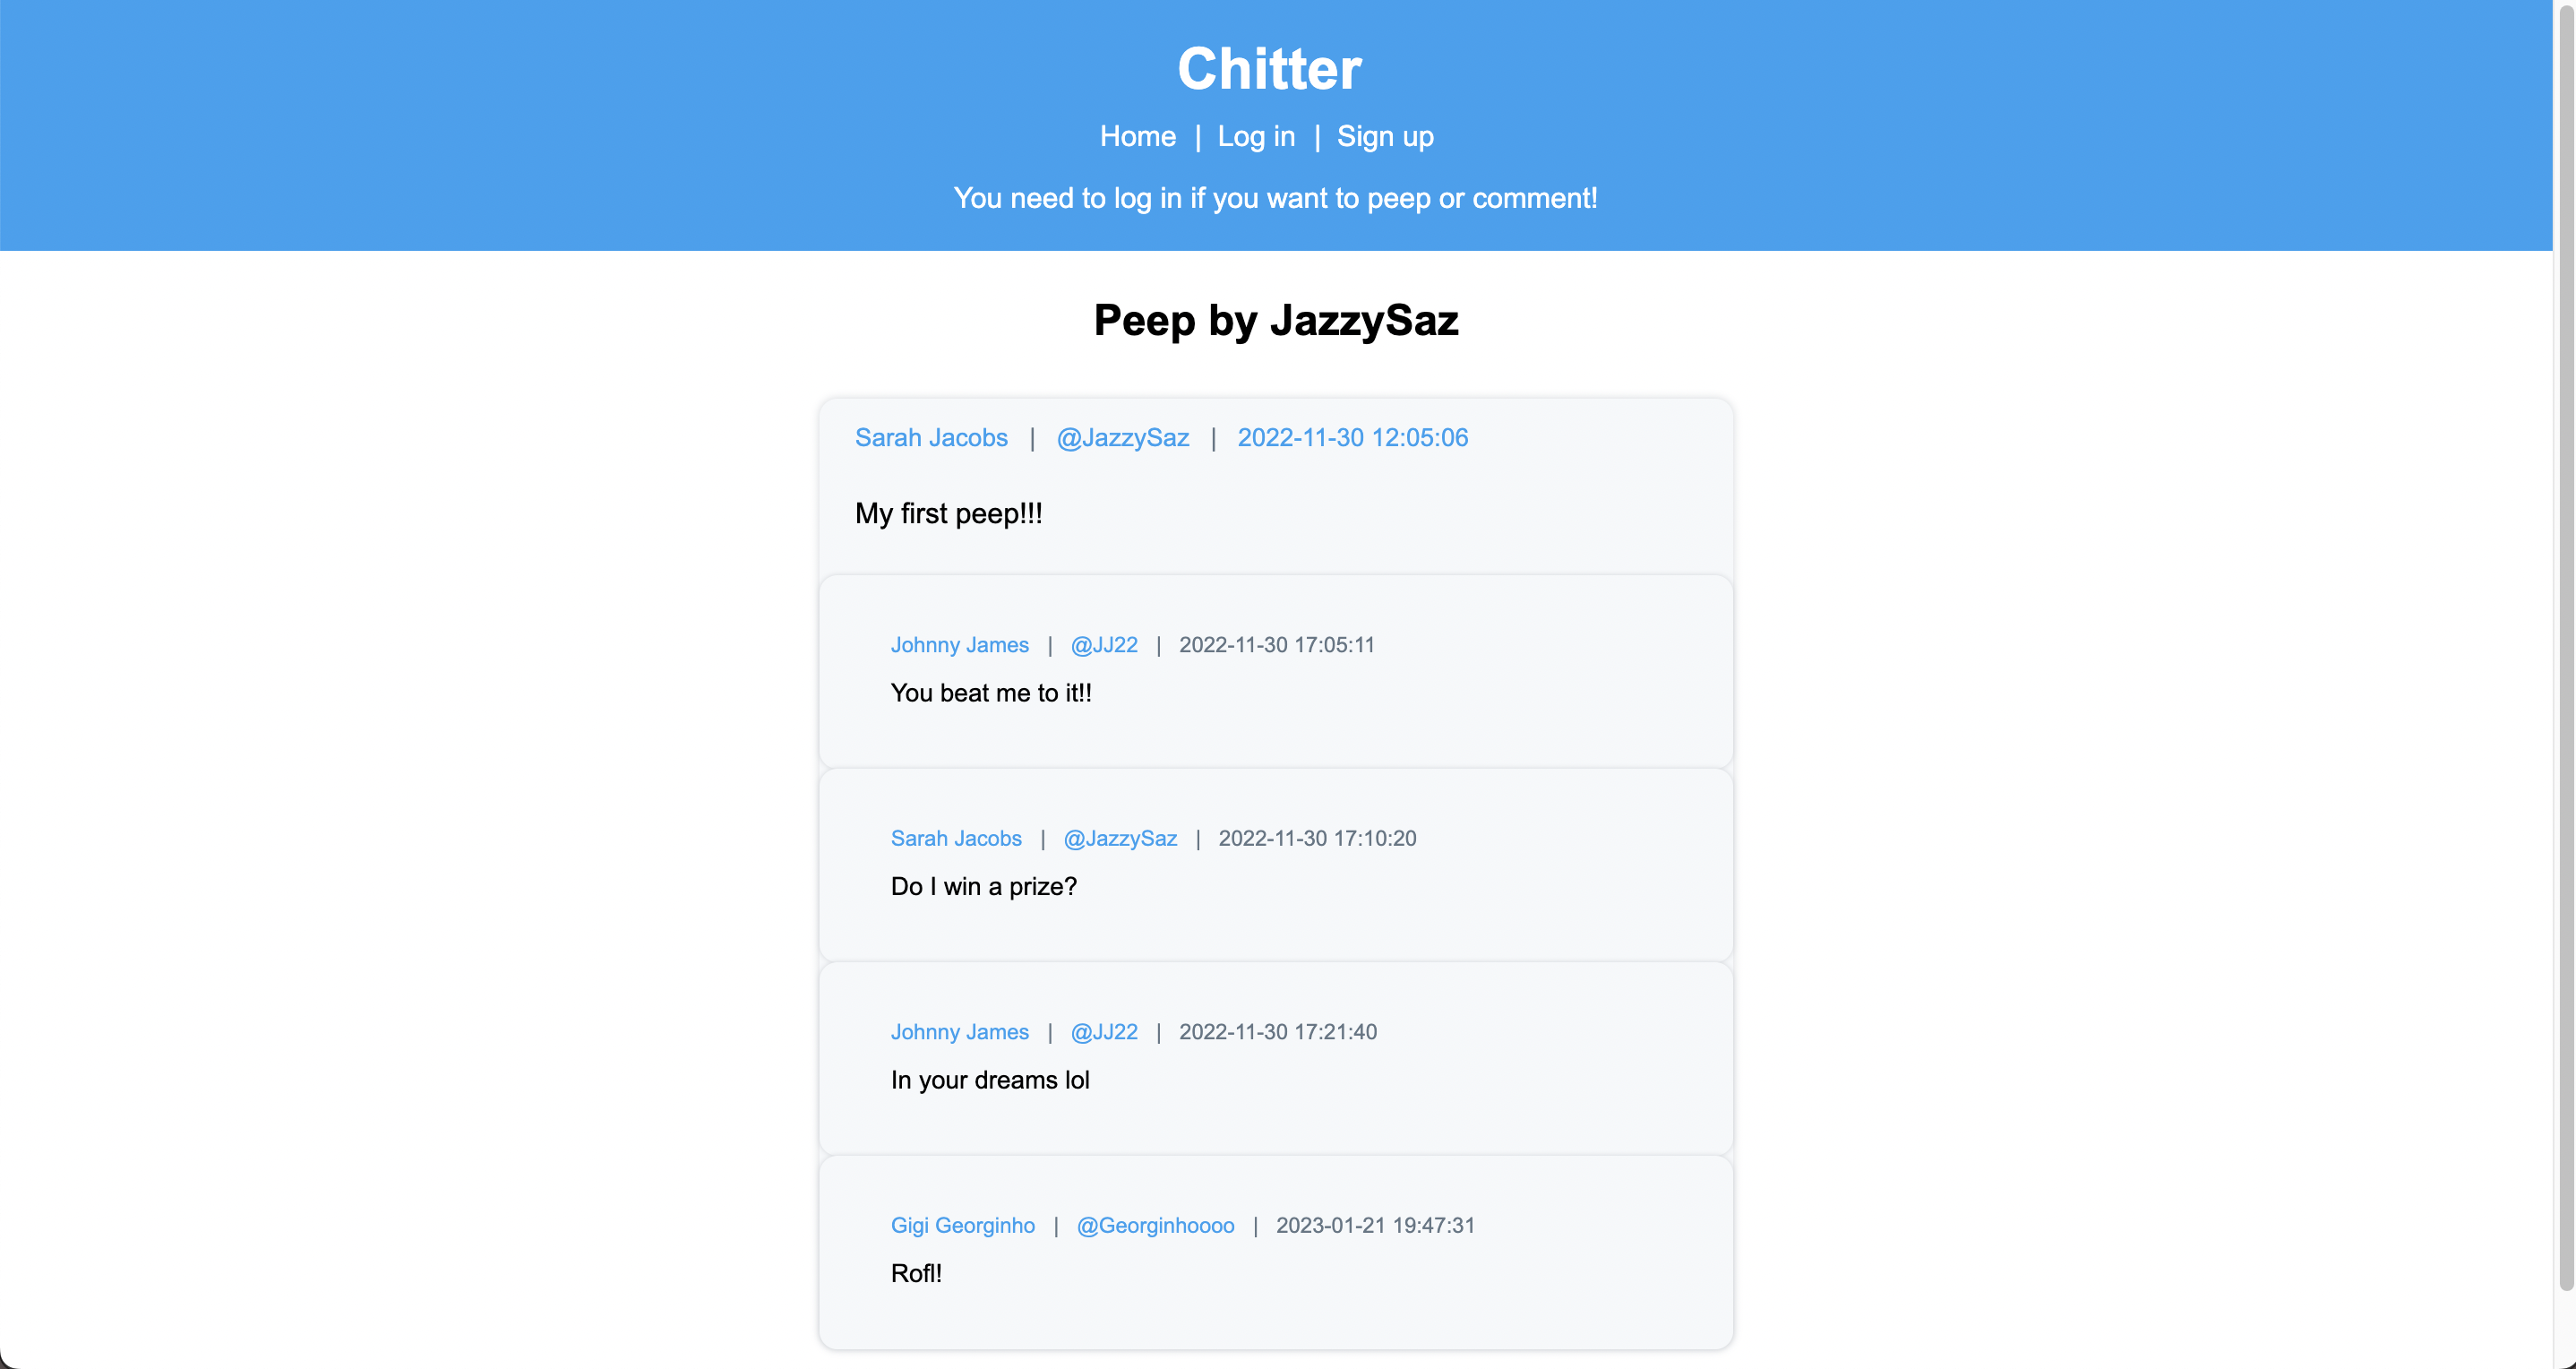 Chitter
Home | Log in | Sign up
You need to log in if you want to peep or comment!
Peep by JazzySaz
Sarah Jacobs | @JazzySaz | 2022-11-30 12:05:06
My first peep!!!
Johnny James | @JJ22 | 2022-11-30 17:05:11
You beat me to it!!
Sarah Jacobs | @JazzySaz | 2022-11-30 17:10:20
Do I win a prize?
Johnny James | @JJ22 | 2022-11-30 17:21:40
In your dreams lol
Gigi Georginho | @Georginhoooo | 2023-01-21 19:47:31
Rofl!